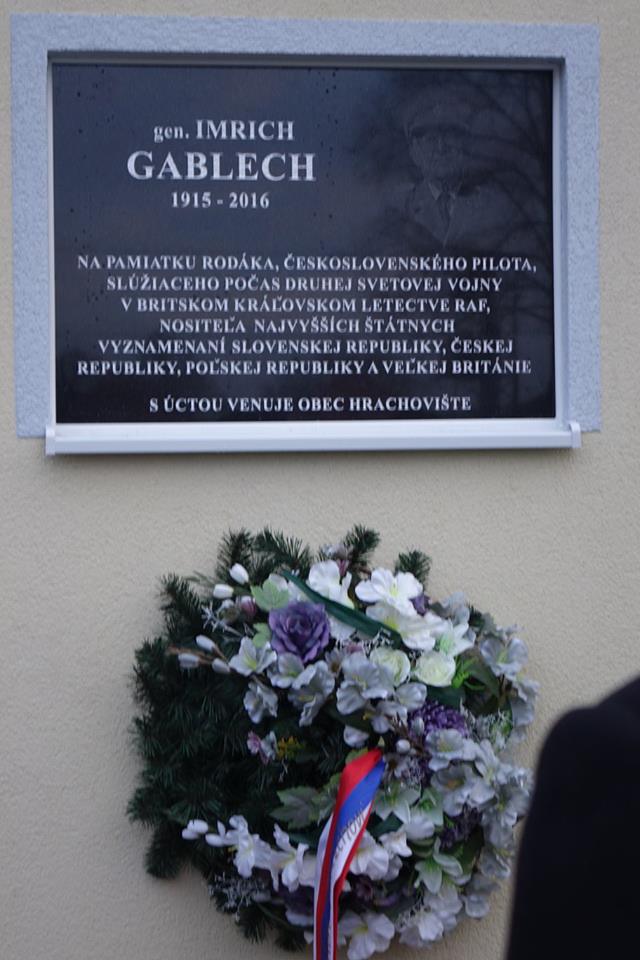 gen. IMRICH
GABLECH
1915 - 2016
NA PAMIATKU RODÁKA, ČESKOSLOVENSKÉHO PILOTA,
SLÚŽIACEHO POČAS DRUHEJ SVETOVEJ VOJNY
V BRITSKOM KRÁĽOVSKOM LETECTVE RAF,
NOSITEĽA NAJVYŠŠÍCH ŠTÁTNYCH
VYZNAMENANÍ SLOVENSKEJ REPUBLIKY, ČESKEJ
REPUBLIKY, POĽSKEJ REPUBLIKY A VEĽKEJ BRITÁNIE
S ÚCTOU VENUJE OBEC HRACHOVIŠTE